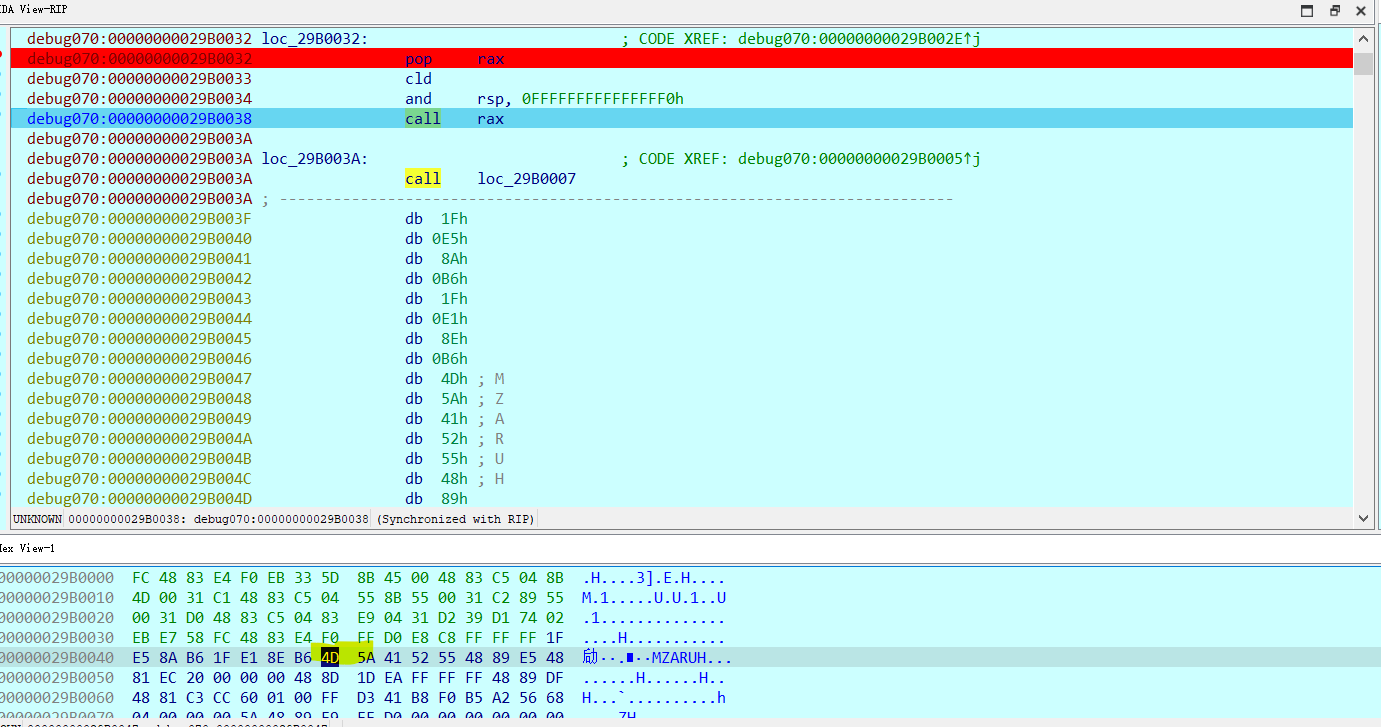 IDA View-RIP
debug070:00000000029B0032 loc_29B0032: ; CODE XREF: debug070:00000000029B002E↑j
debug070:00000000029B0032 pop rax
debug070:00000000029B0033 cld
debug070:00000000029B0034 and rsp, 0FFFFFFFFFFFFFFF0h
debug070:00000000029B0038 call rax
debug070:00000000029B003A
debug070:00000000029B003A loc_29B003A: ; CODE XREF: debug070:00000000029B0005↑j
debug070:00000000029B003A call loc_29B0007
debug070:00000000029B003A ; ---------------------------------------------------------------------------
debug070:00000000029B003F db 1Fh
debug070:00000000029B0040 db 0E5h
debug070:00000000029B0041 db 8Ah
debug070:00000000029B0042 db 0B6h
debug070:00000000029B0043 db 1Fh
debug070:00000000029B0044 db 0E1h
debug070:00000000029B0045 db 8Eh
debug070:00000000029B0046 db 0B6h
debug070:00000000029B0047 db 4Dh ; M
debug070:00000000029B0048 db 5Ah ; Z
debug070:00000000029B0049 db 41h ; A
debug070:00000000029B004A db 52h ; R
debug070:00000000029B004B db 55h ; U
debug070:00000000029B004C db 48h ; H
debug070:00000000029B004D db 89h
UNKNOWN 00000000029B0038: debug070:00000000029B0038 (Synchronized with RIP)
Hex View-1
00000000029B0000 FC 48 83 E4 F0 EB 33 5D 8B 45 00 48 83 C5 04 8B .H....3].E.H....
00000000029B0010 4D 00 31 C1 48 83 C5 04 55 8B 55 00 31 C2 89 55 M.1.....U.U.1..U
00000000029B0020 00 31 D0 48 83 C5 04 83 E9 04 31 D2 39 D1 74 02 .1..............
00000000029B0030 EB E7 58 FC 48 83 E4 F0 FF D0 E8 C8 FF FF FF 1F ....H...........
00000000029B0040 E5 8A B6 1F E1 8E B6 4D 5A 41 52 55 48 89 E5 48
00000000029B0050 81 EC 20 00 00 00 48 8D 1D EA FF FF FF 48 89 DF ......H......H..
00000000029B0060 48 81 C3 CC 60 01 00 FF D3 41 B8 F0 B5 A2 56 68 H...`..........h